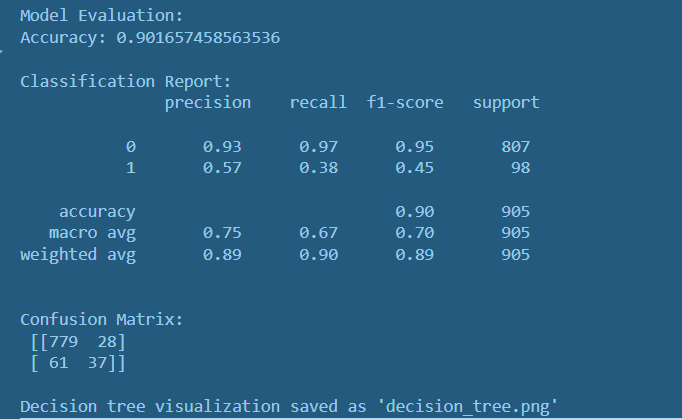 Model Evaluation:
Accuracy: 0.901657458563536
Classification Report:
precision recall f1-score support
0 0.93 0.97 0.95 807
1 0.57 0.38 0.45 98
accuracy 0.90 905
macro avg 0.75 0.67 0.70 905
weighted avg 0.89 0.90 0.89 905
Confusion Matrix:
[[779 28]
[ 61 37]]
Decision tree visualization saved as 'decision_tree.png'